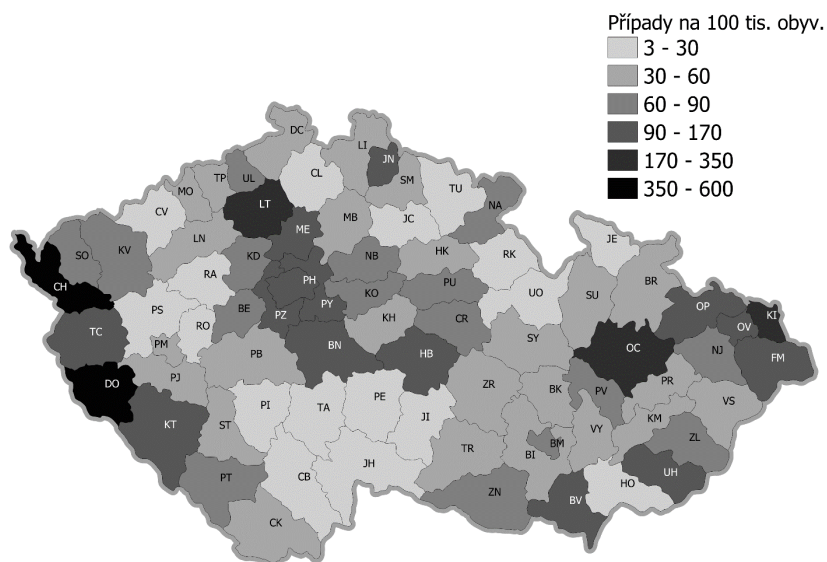 Případy na 100 tis. obyv.
3 - 30
30 - 60
60 - 90
90 - 170
170 - 350
350 - 600
DC
LI
JN
SM
TU
NA
MO
TP
UL
CL
CV
LT
ME
MB
JC
LN
SO
KV
CH
RA
KD
PH
NB
HK
RK
JE
PS
RO
BE
PZ
PY
KO
PU
UO
SU
BR
TC
PM
KH
CR
SY
OP
KI
OV
PB
BN
HB
OC
NJ
FM
DO
PJ
KT
ST
PI
TA
PE
JI
ZR
BK
PV
PR
VS
KM
ZL
VY
BM
BI
TR
PT
CB
JH
ZN
BV
HO
UH
CK